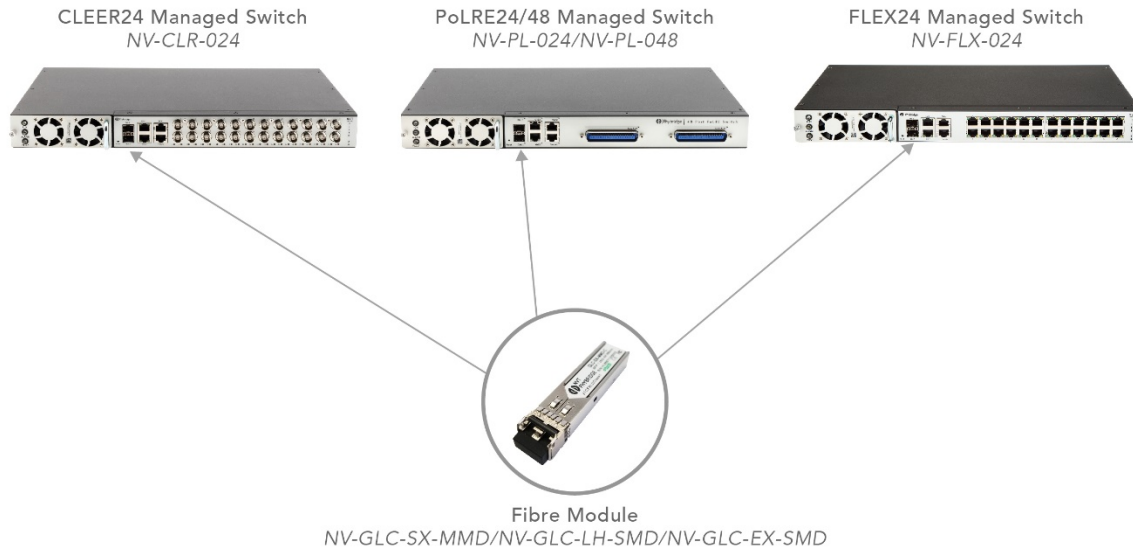 CLEER24 Managed Switch
NV-CLR-024
PoLRE24/48 Managed Switch
NV-PL-024/NV-PL-048
FLEX24 Managed Switch
NV-FLX-024
Fibre Module
NV-GLC-SX-MMD/NV-GLC-LH-SMD/NV-GLC-EX-SMD